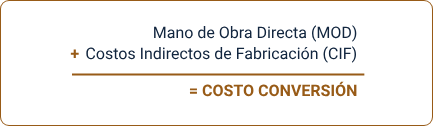 Mano de Obra Directa (MOD)
+ Costos Indirectos de Fabricación (CIF)
= COSTO CONVERSIÓN